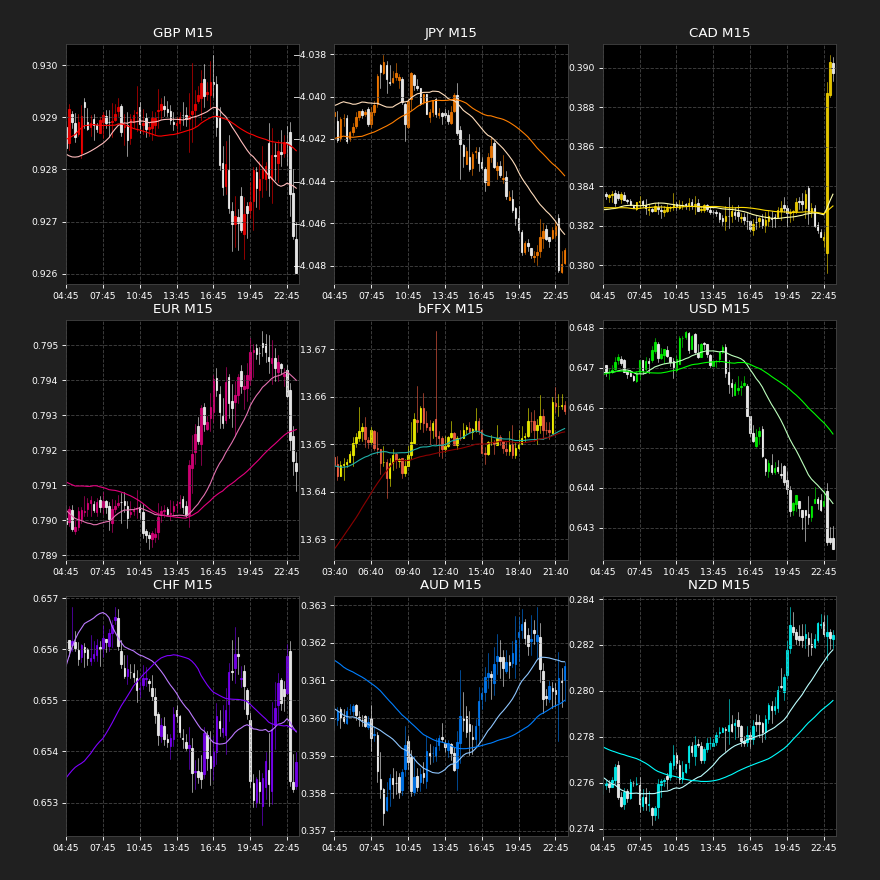 GBP M15
0.930
0.929
0.928
0.927
0.926
04:45 07:45 10:45 13:45 16:45 19:45 22:45
JPY M15
−4.038
−4.040
−4.042
−4.044
−4.046
−4.048
04:45 07:45 10:45 13:45 16:45 19:45 22:45
CAD M15
0.390
0.388
0.386
0.384
0.382
0.380
04:45 07:45 10:45 13:45 16:45 19:45 22:45
EUR M15
0.795
0.794
0.793
0.792
0.791
0.790
0.789
04:45 07:45 10:45 13:45 16:45 19:45 22:45
bFFX M15
13.67
13.66
13.65
13.64
13.63
03:40 06:40 09:40 12:40 15:40 18:40 21:40
USD M15
0.648
0.647
0.646
0.645
0.644
0.643
04:45 07:45 10:45 13:45 16:45 19:45 22:45
CHF M15
0.657
0.656
0.655
0.654
0.653
04:45 07:45 10:45 13:45 16:45 19:45 22:45
AUD M15
0.363
0.362
0.361
0.360
0.359
0.358
0.357
04:45 07:45 10:45 13:45 16:45 19:45 22:45
NZD M15
0.284
0.282
0.280
0.278
0.276
0.274
04:45 07:45 10:45 13:45 16:45 19:45 22:45